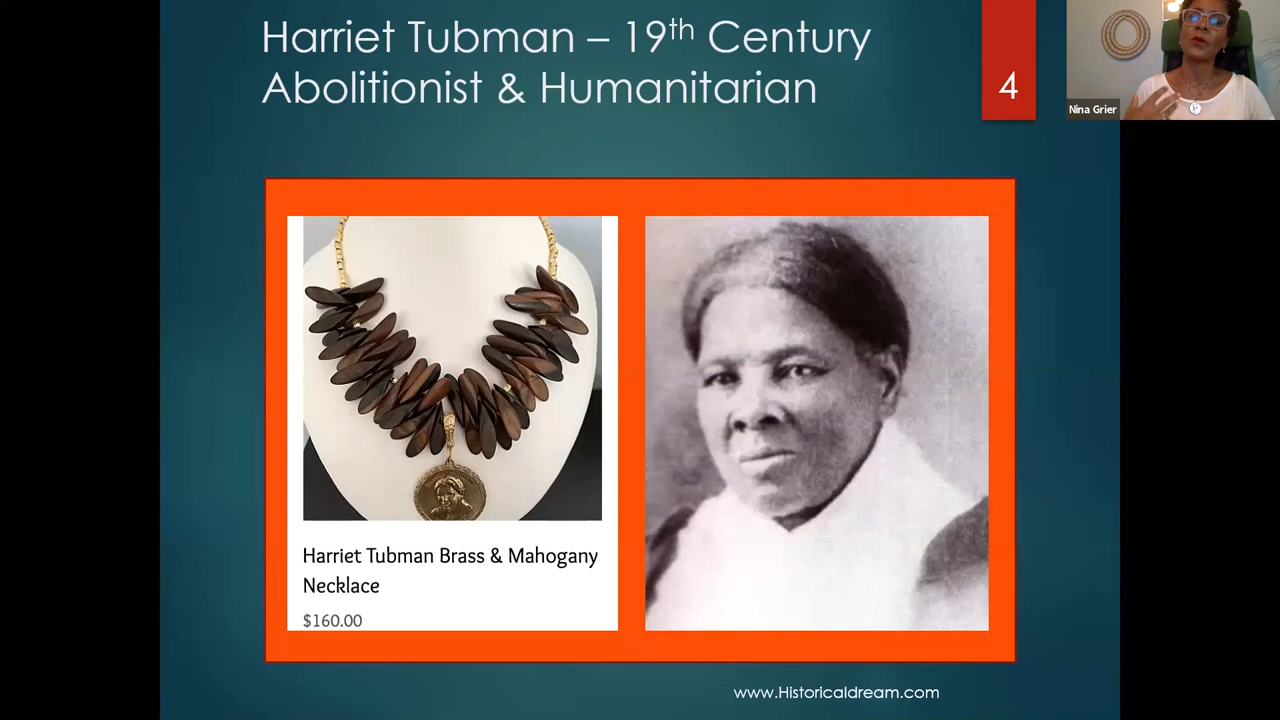 Harriet Tubman – 19th Century
Abolitionist & Humanitarian
4
Nina Grier
Harriet Tubman Brass & Mahogany
Necklace
$160.00
www.Historicaldream.com